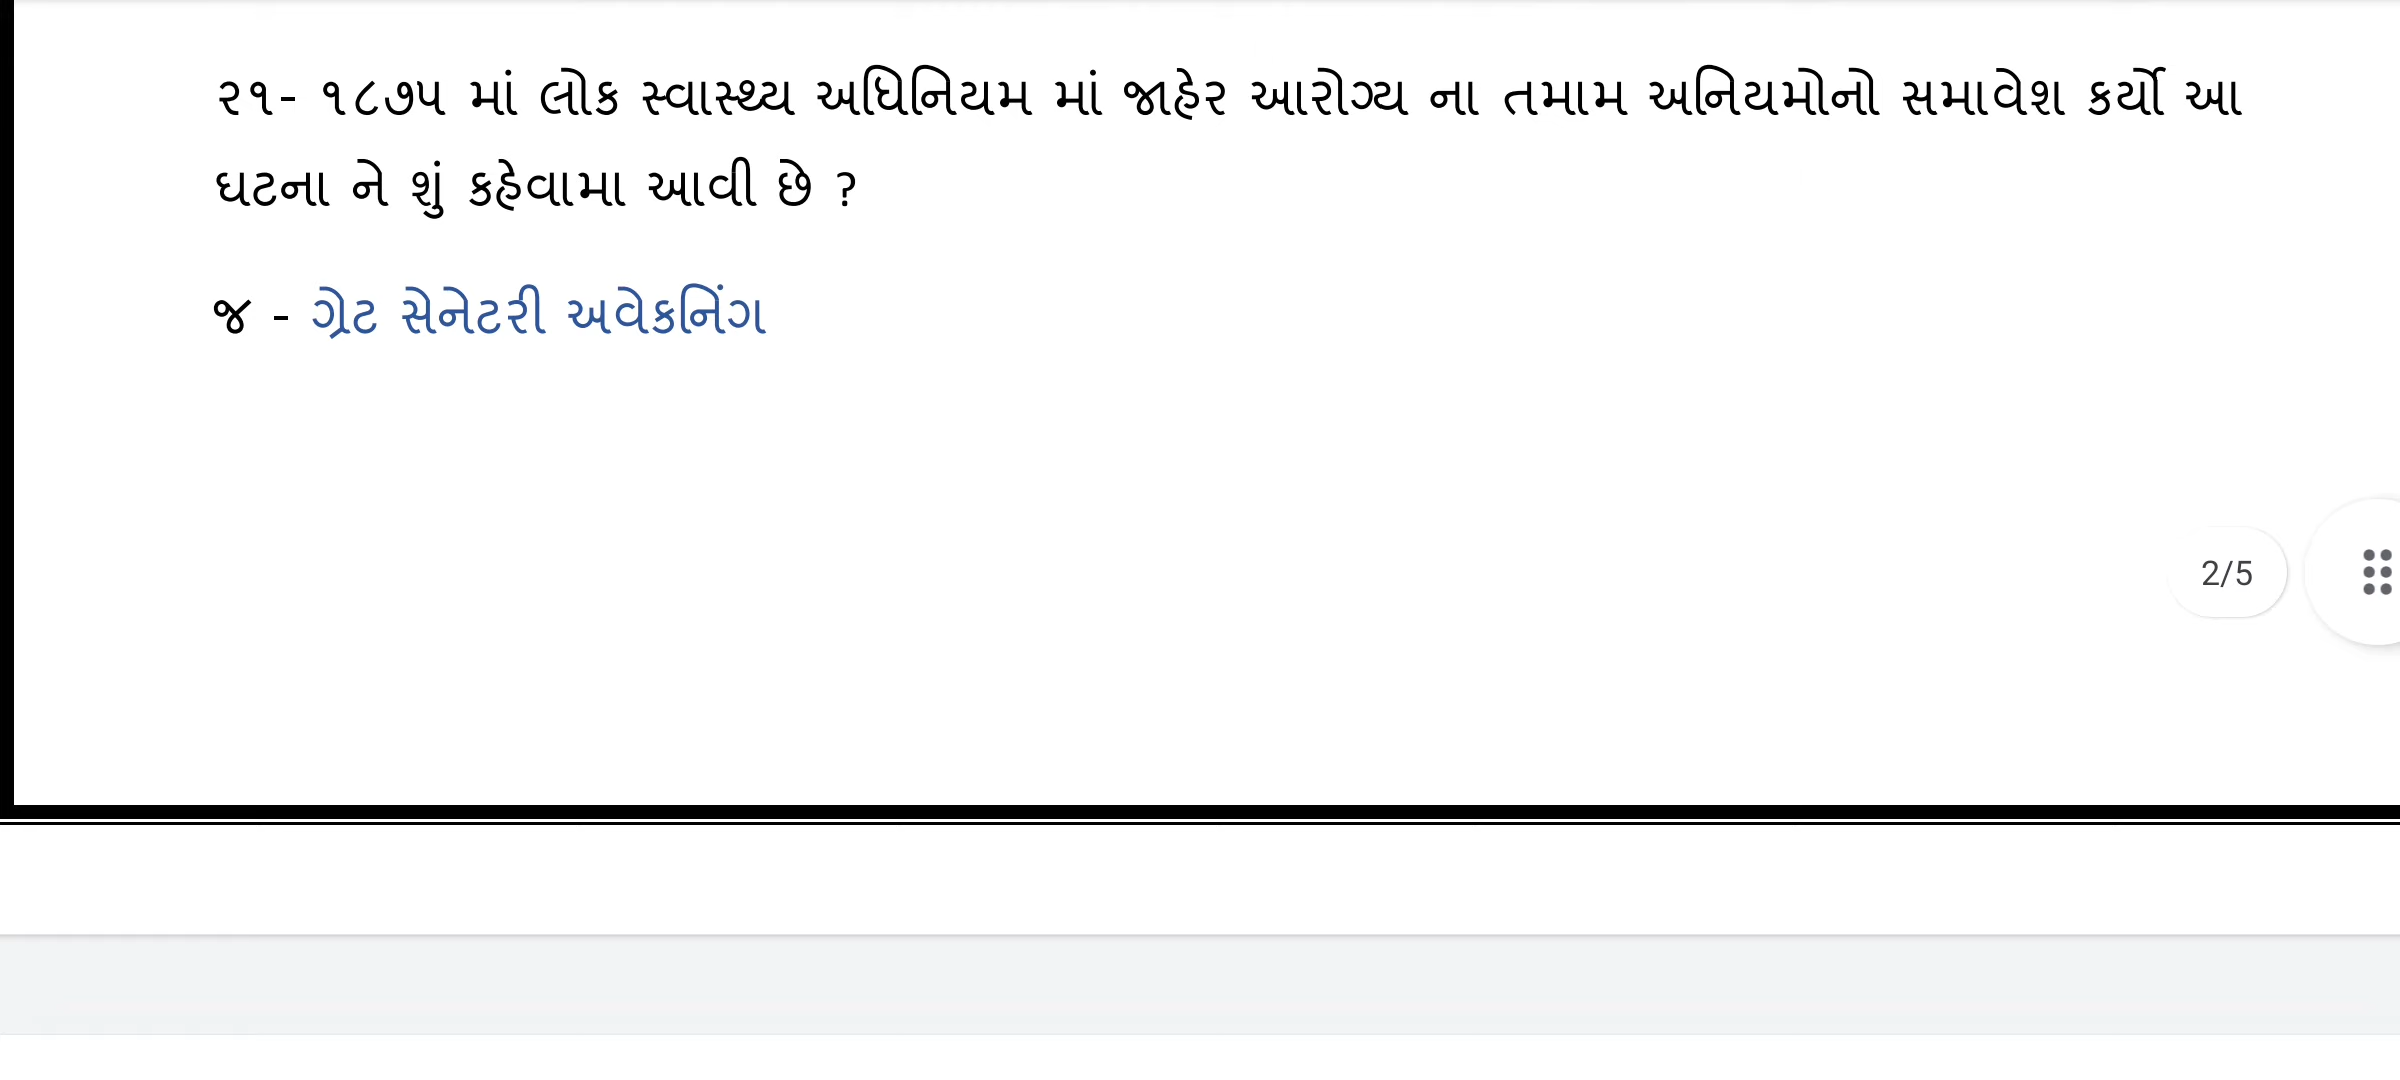 ૨૧- ૧૮૭૫ માં લોક સ્વાસ્થ્ય અધિનિયમ માં જાહેર આરોગ્ય ના તમામ અનિયમોનો સમાવેશ કર્યો આ
ઘટના ને શું કહેવામા આવી છે ?
જ - ગ્રેટ સેનેટરી અવેકનિંગ
2/5